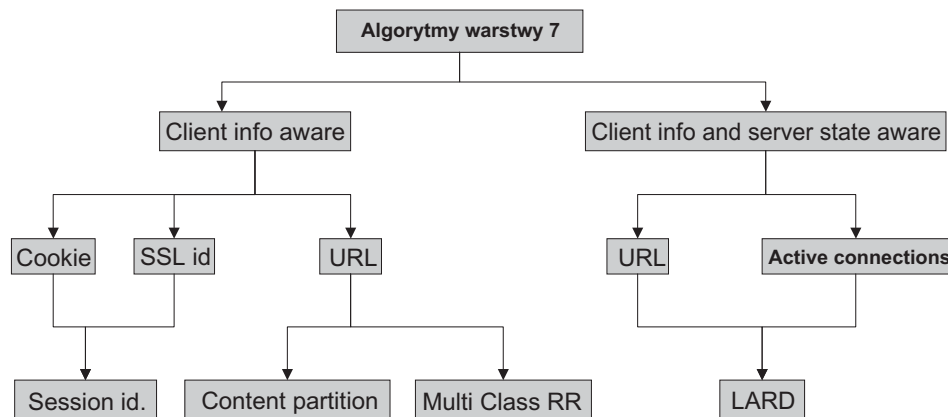 Algorytmy warstwy 7
Client info aware
Client info and server state aware
Cookie
SSL id
URL
URL
Active connections
Session id.
Content partition
Multi Class RR
LARD